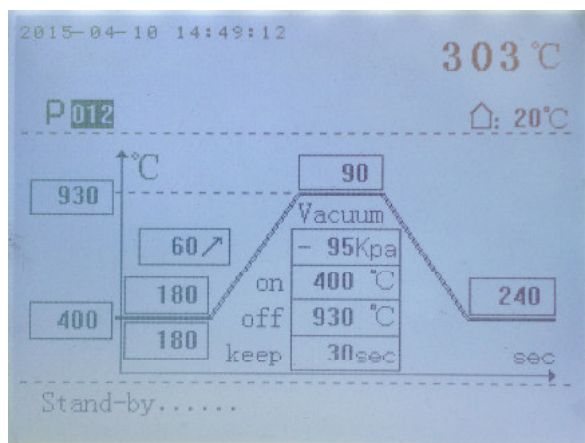 2015-04-10 14:49:12
303℃
P 012
: 20℃
℃
90
930
Vacuum
60↗
- 95Kpa
180
on 400 ℃
400
off 930 ℃
240
180
keep 30sec
sec
Stand-by......